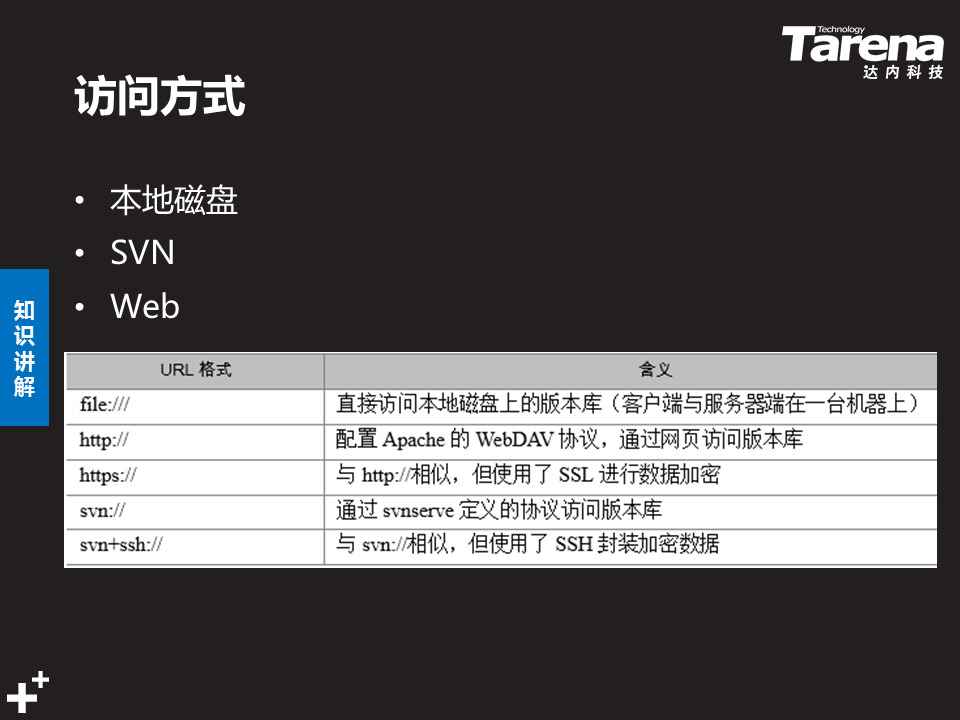 Technology
Tarena
达内科技
访问方式
• 本地磁盘
• SVN
• Web
知识讲解
URL 格式 含义
file:/// 直接访问本地磁盘上的版本库（客户端与服务器端在一台机器上）
http:// 配置 Apache 的 WebDAV 协议，通过网页访问版本库
https:// 与 http://相似，但使用了 SSL 进行数据加密
svn:// 通过 svnserve 定义的协议访问版本库
svn+ssh:// 与 svn://相似，但使用了 SSH 封装加密数据